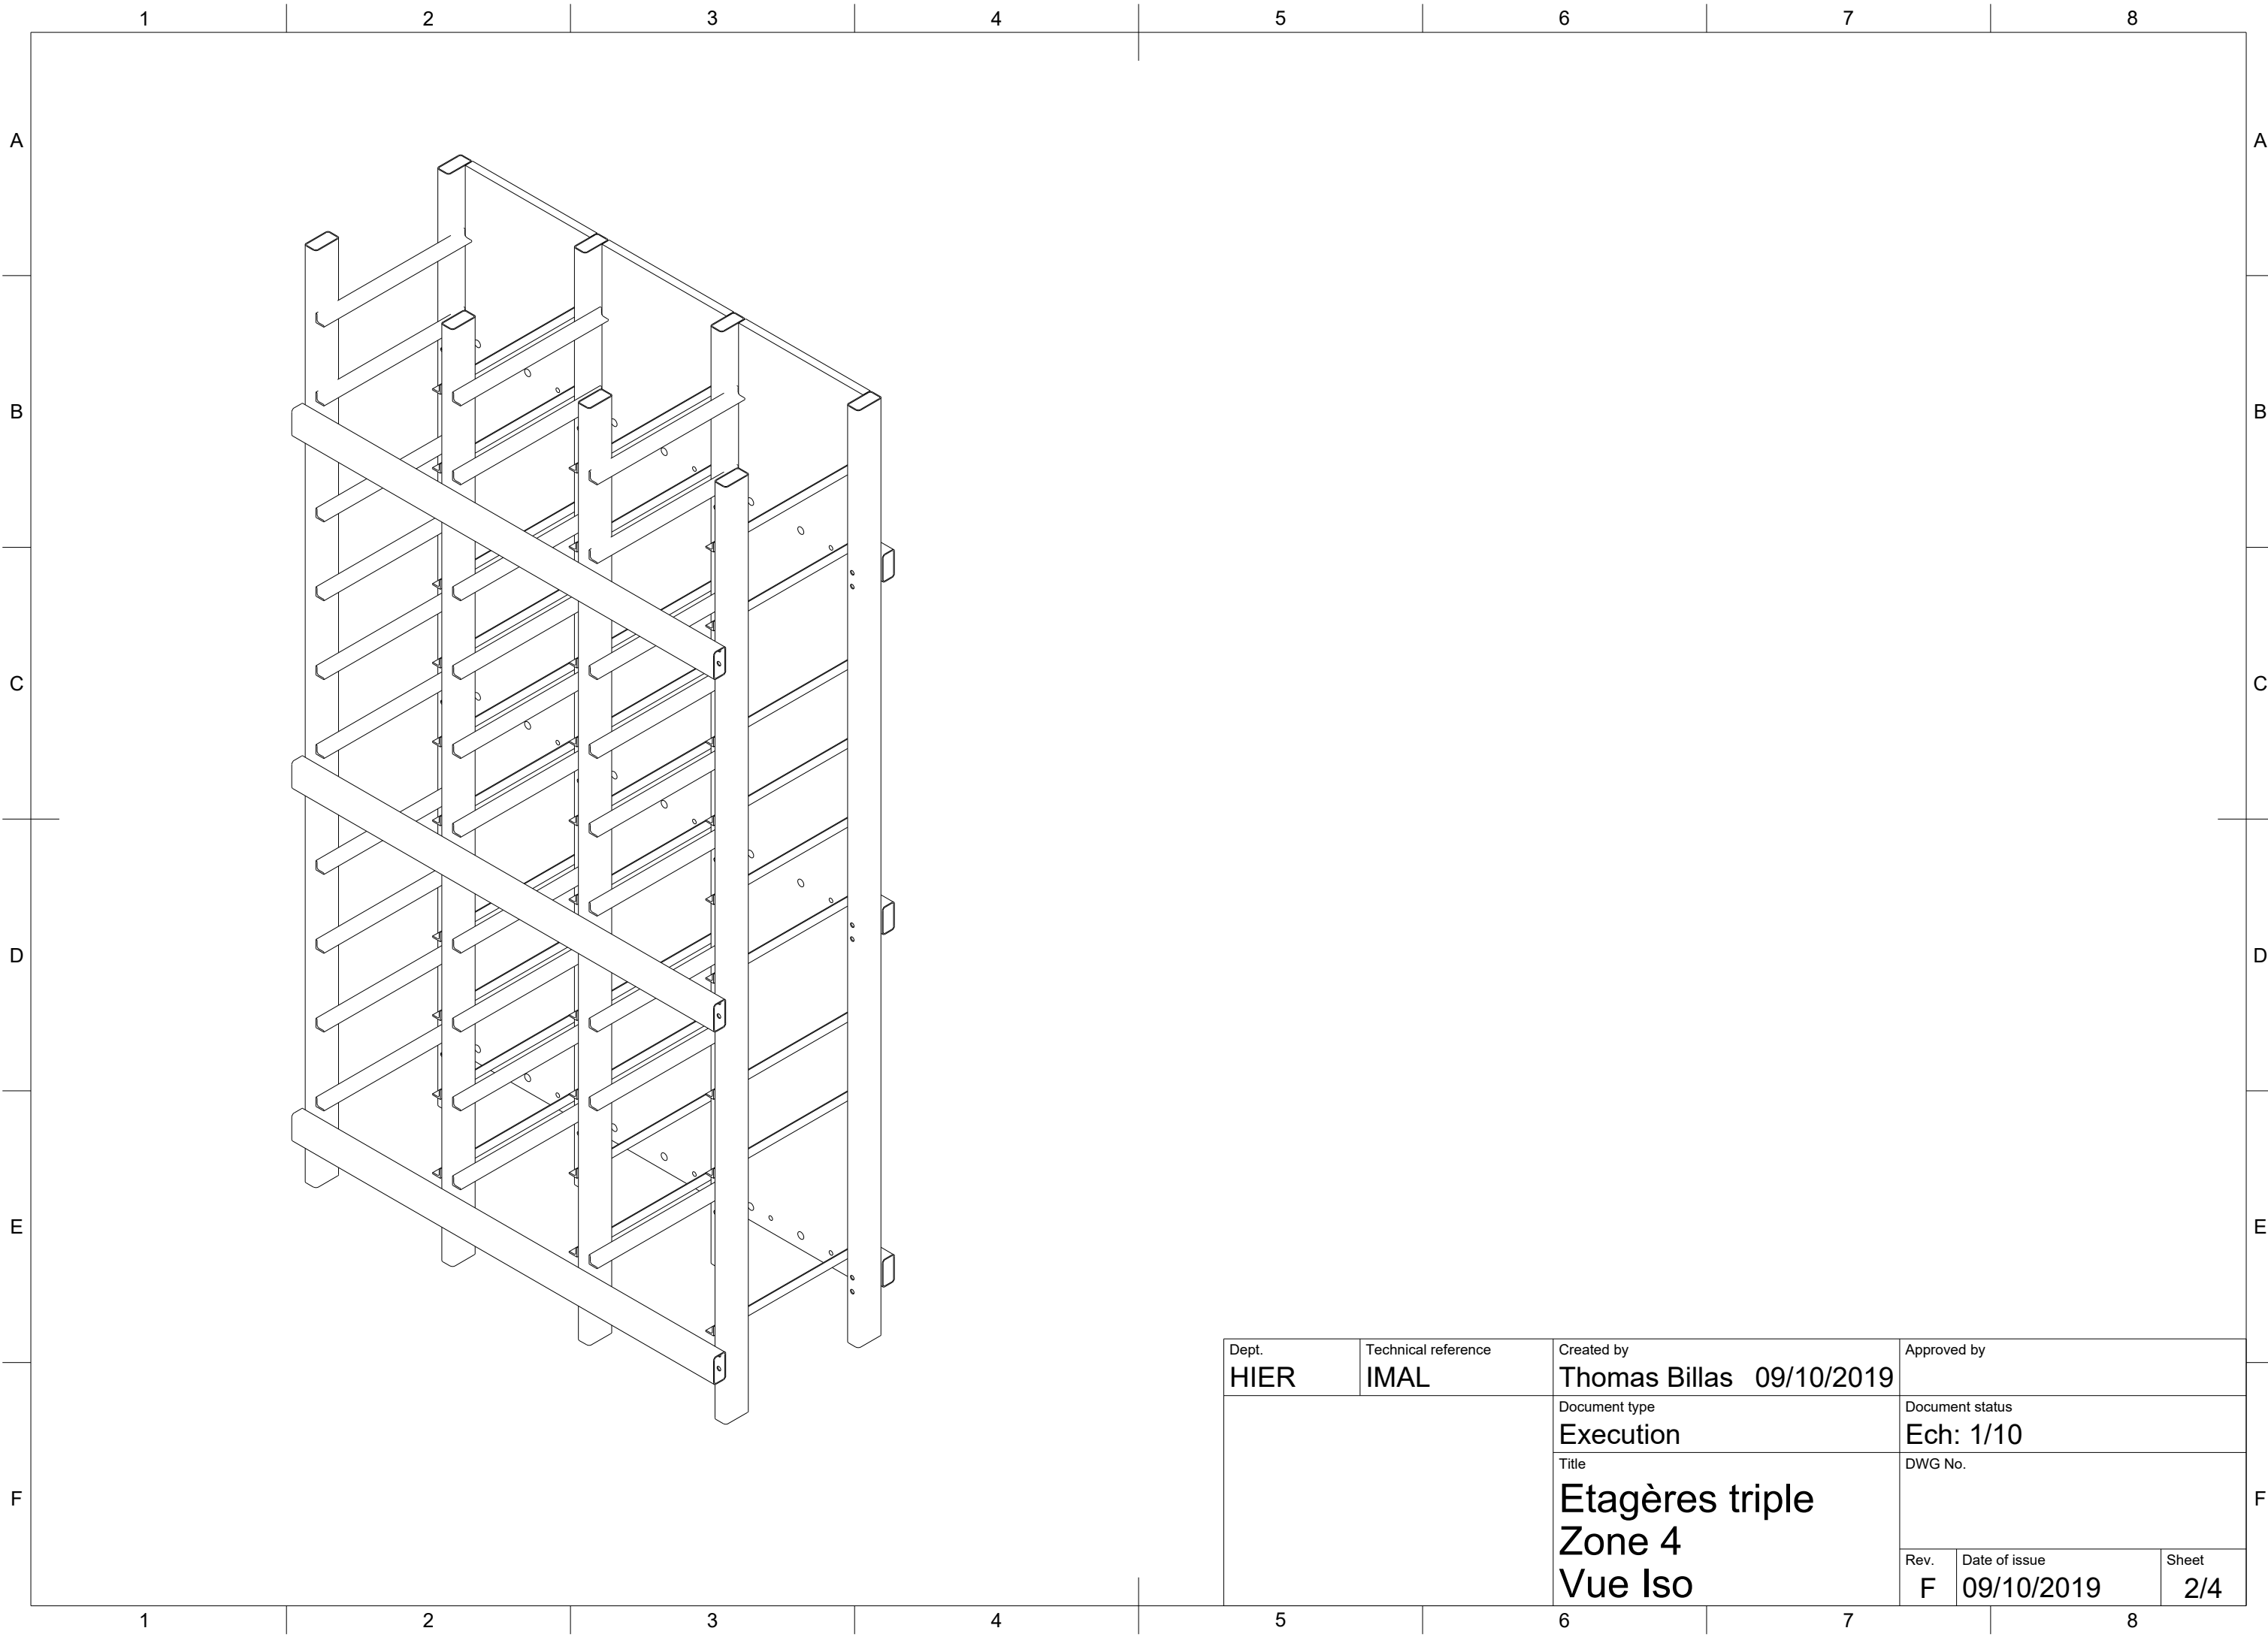 1 2 3 4 5 6 7 8
A A
B B
C C
D D
E E
F F
Dept. Technical reference Created by Approved by
HIER IMAL Thomas Billas 09/10/2019
Document type Document status
Execution Ech: 1/10
Title DWG No.
Etagères triple
Zone 4
Vue Iso
Rev. Date of issue Sheet
F 09/10/2019 2/4
1 2 3 4 5 6 7 8